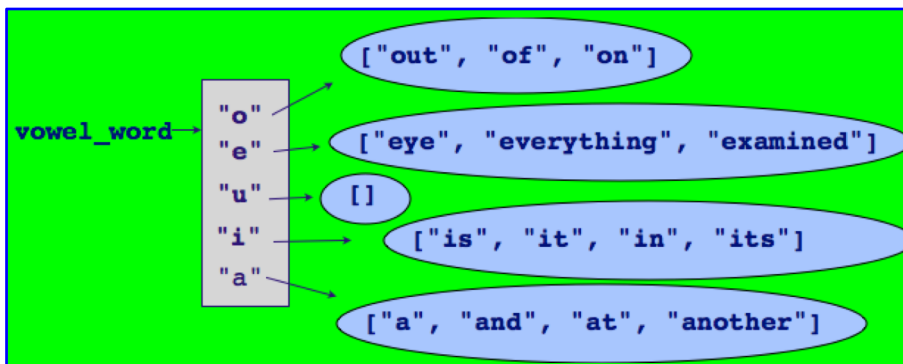 ["out", "of", "on"]
"o"
vowel_word
"e"
["eye", "everything", "examined"]
"u"
[]
"i"
["is", "it", "in", "its"]
"a"
["a", "and", "at", "another"]